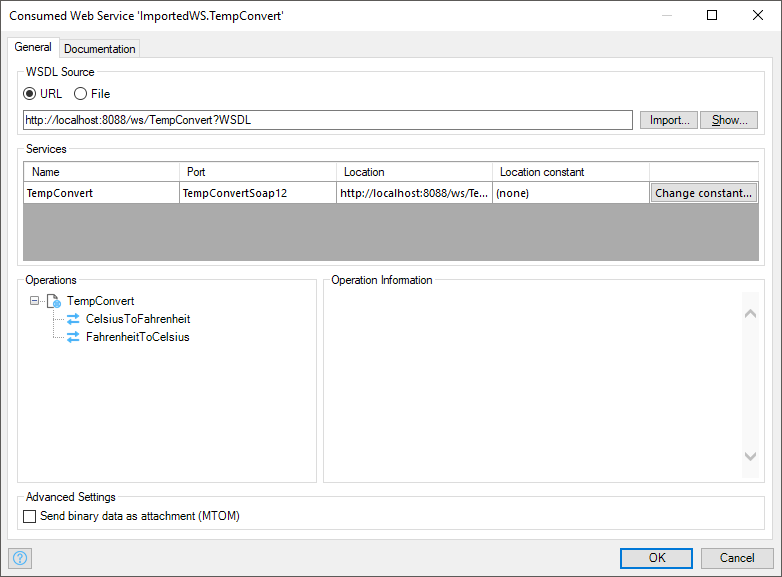 Consumed Web Service 'ImportedWS.TempConvert'
General Documentation
WSDL Source
URL File
http://localhost:8088/ws/TempConvert?WSDL Import... Show...
Services
Name Port Location Location constant
TempConvert TempConvertSoap12 http://localhost:8088/ws/Te... (none) Change constant...
Operations Operation Information
TempConvert
CelsiusToFahrenheit
FahrenheitToCelsius
Advanced Settings
Send binary data as attachment (MTOM)
? OK Cancel